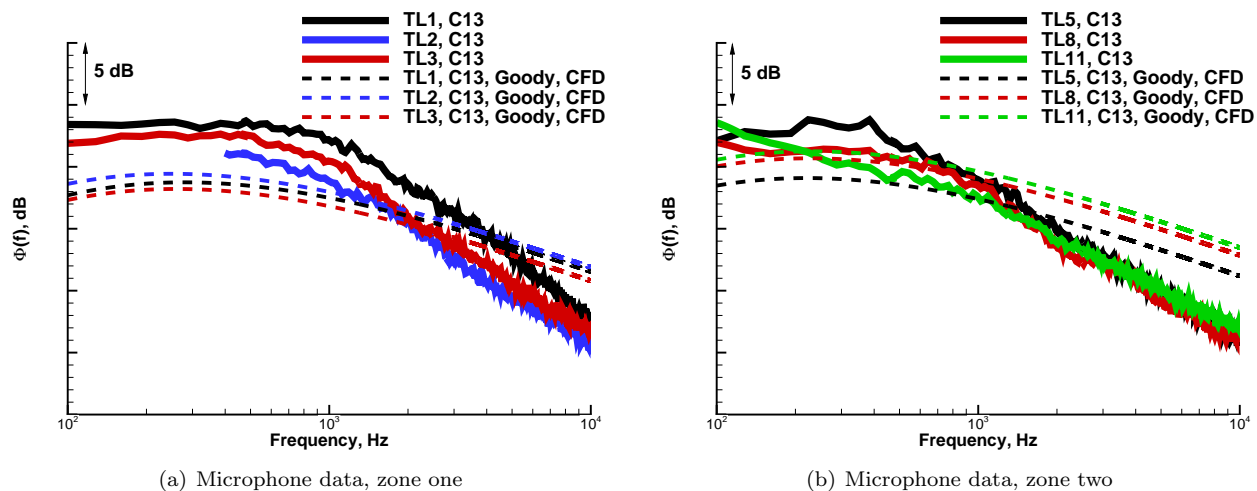 TL1, C13
TL2, C13
TL3, C13
TL1, C13, Goody, CFD
TL2, C13, Goody, CFD
TL3, C13, Goody, CFD
5 dB
Φ(f), dB
10²
10³
10⁴
Frequency, Hz
(a) Microphone data, zone one
TL5, C13
TL8, C13
TL11, C13
TL5, C13, Goody, CFD
TL8, C13, Goody, CFD
TL11, C13, Goody, CFD
5 dB
Φ(f), dB
10²
10³
10⁴
Frequency, Hz
(b) Microphone data, zone two